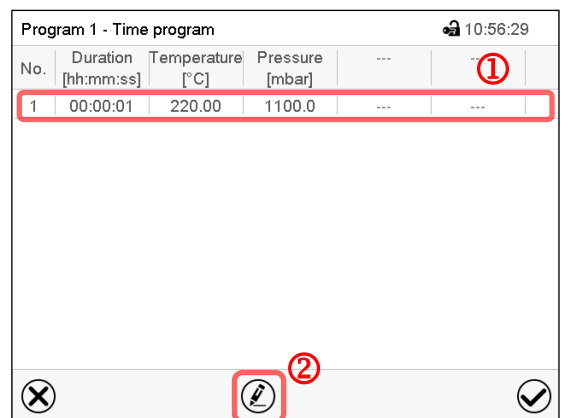 Program 1 - Time program 10:56:29
No. Duration [hh:mm:ss] Temperature [°C] Pressure [mbar] --- ---
①
1 00:00:01 220.00 1100.0 --- ---
②